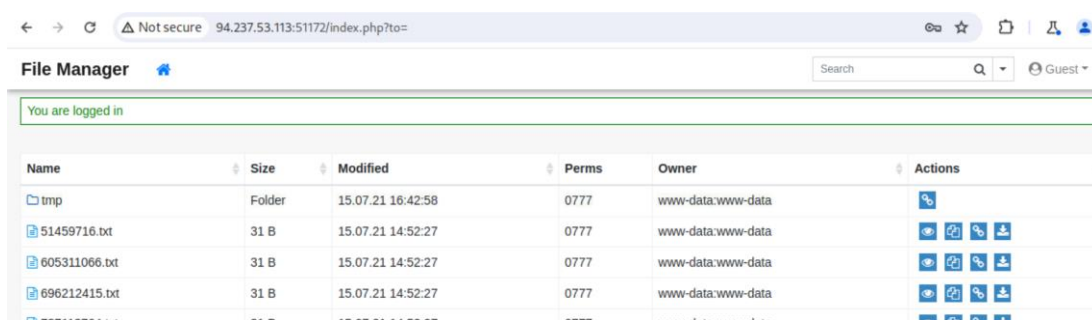 Not secure 94.237.53.113:51172/index.php?to=
File Manager Search Guest
You are logged in
Name Size Modified Perms Owner Actions
tmp Folder 15.07.21 16:42:58 0777 www-data:www-data
51459716.txt 31 B 15.07.21 14:52:27 0777 www-data:www-data
605311066.txt 31 B 15.07.21 14:52:27 0777 www-data:www-data
696212415.txt 31 B 15.07.21 14:52:27 0777 www-data:www-data